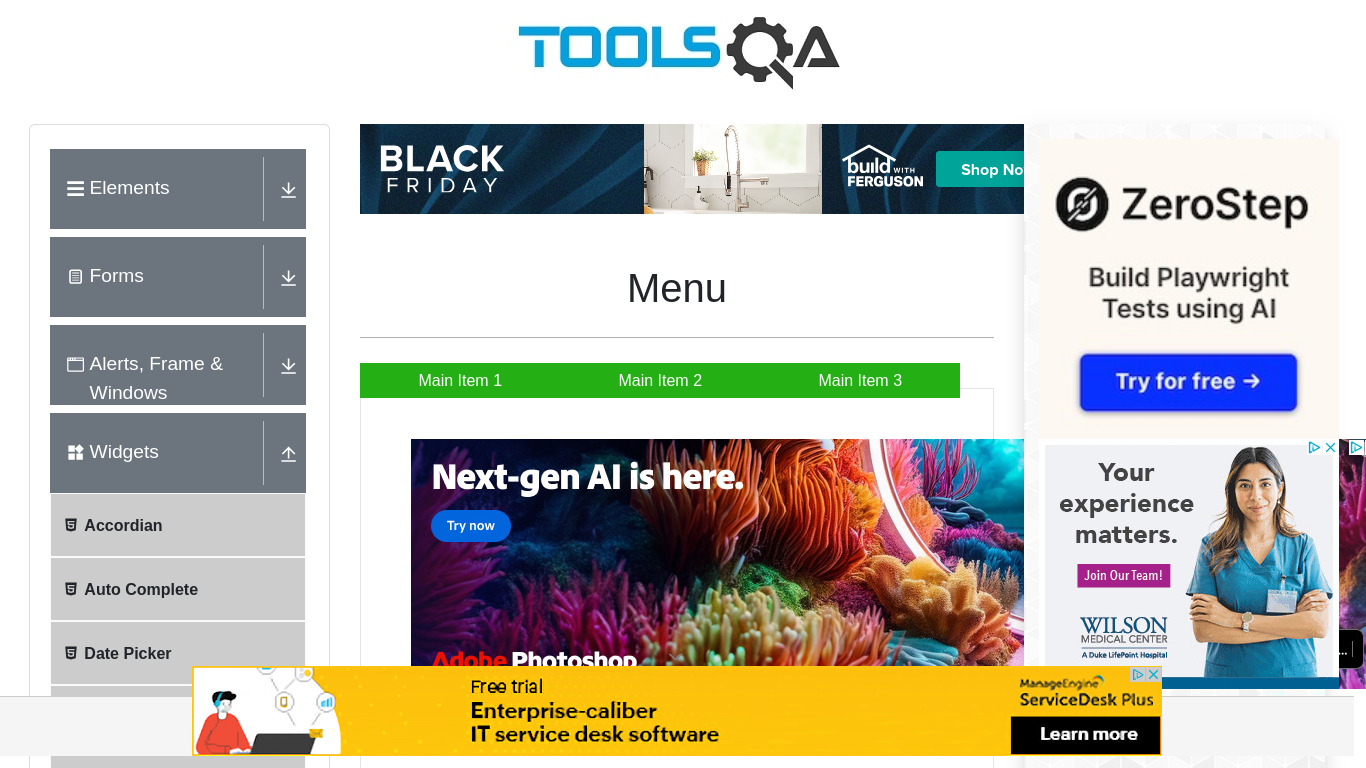 TOOLSQA
Elements
Forms
Alerts, Frame &
Windows
Widgets
Accordian
Auto Complete
Date Picker
BLACK
FRIDAY
build WITH
FERGUSON
Shop No
Menu
Main Item 1
Main Item 2
Main Item 3
Next-gen AI is here.
Try now
Adobe Photoshop
ZeroStep
Build Playwright
Tests using AI
Try for free →
Your
experience
matters.
Join Our Team!
WILSON
MEDICAL CENTER
A Duke LifePoint Hospital
...
Free trial
Enterprise-caliber
IT service desk software
ManageEngine
ServiceDesk Plus
Learn more